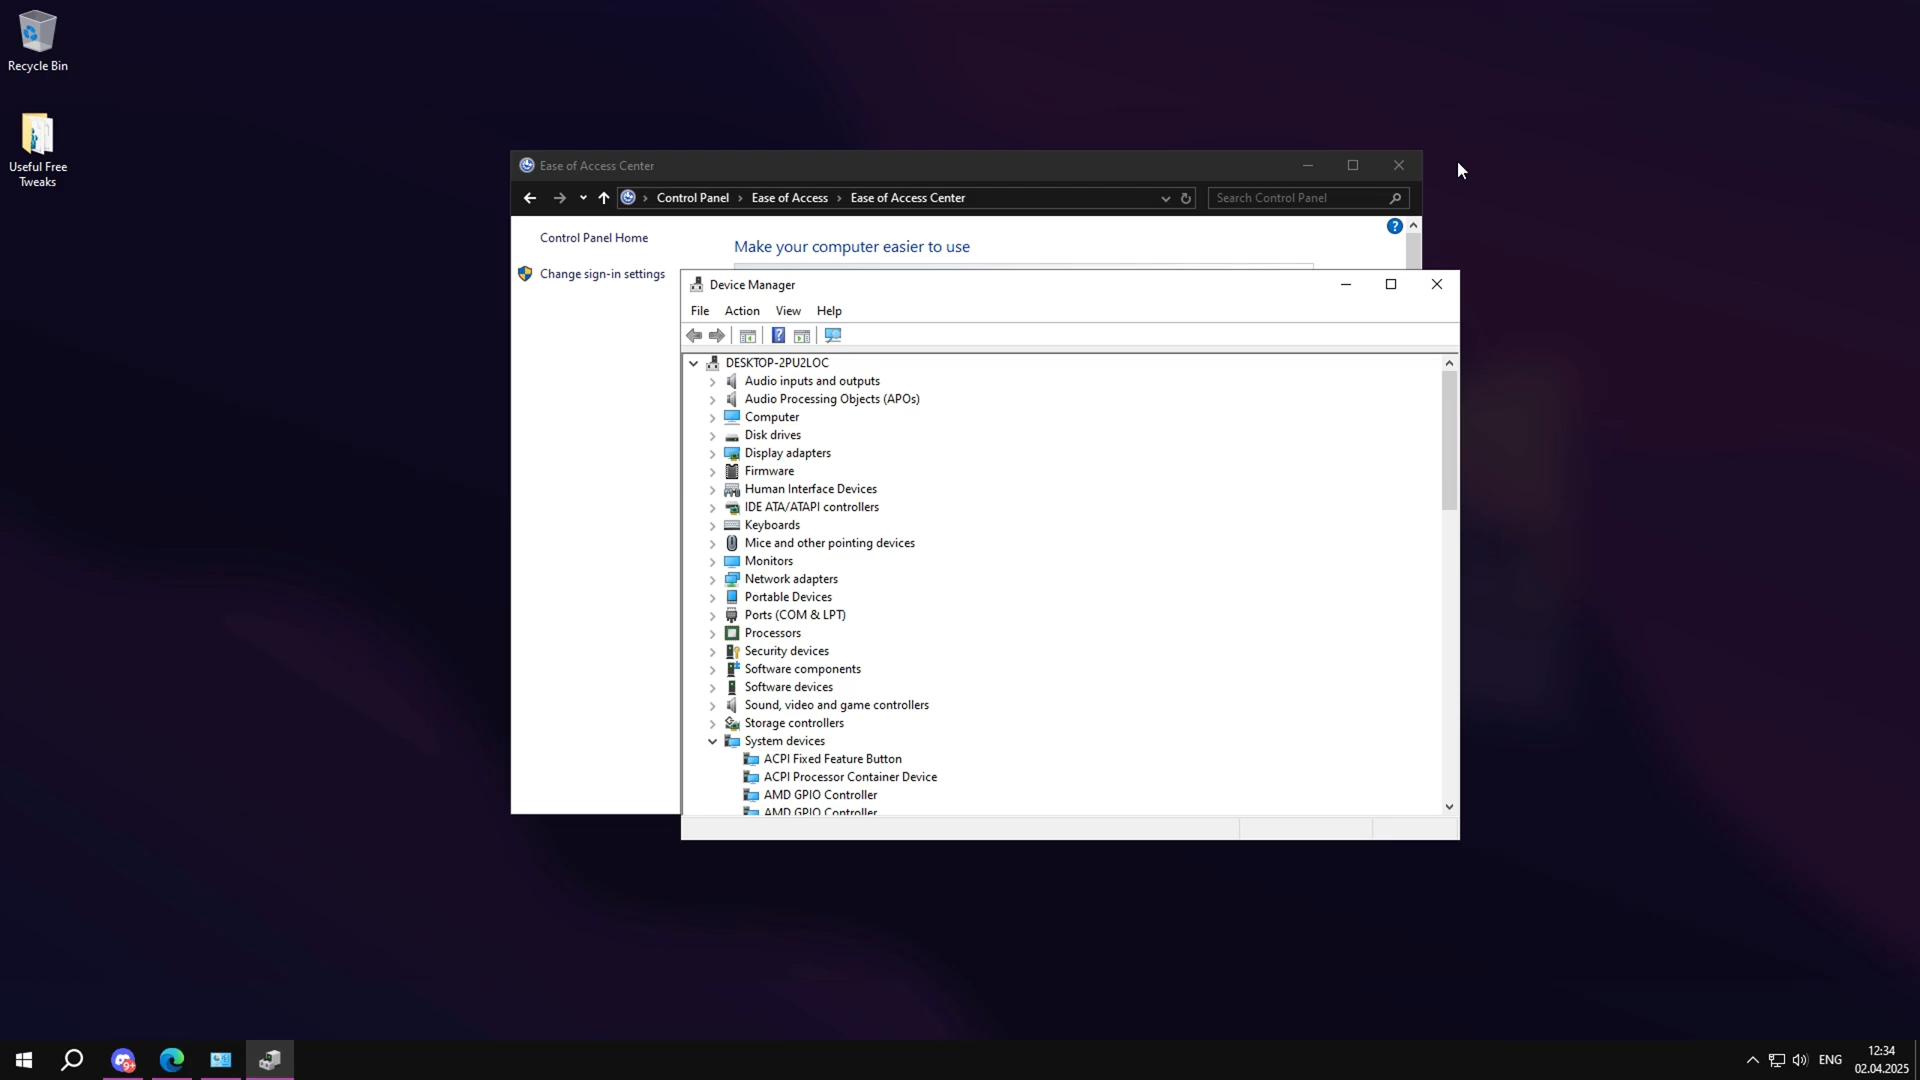 Recycle Bin
Useful Free
Tweaks
Ease of Access Center
Control Panel > Ease of Access > Ease of Access Center
Search Control Panel
Control Panel Home
Change sign-in settings
Make your computer easier to use
?
Device Manager
File Action View Help
?
DESKTOP-2PU2LOC
Audio inputs and outputs
Audio Processing Objects (APOs)
Computer
Disk drives
Display adapters
Firmware
Human Interface Devices
IDE ATA/ATAPI controllers
Keyboards
Mice and other pointing devices
Monitors
Network adapters
Portable Devices
Ports (COM & LPT)
Processors
Security devices
Software components
Software devices
Sound, video and game controllers
Storage controllers
System devices
ACPI Fixed Feature Button
ACPI Processor Container Device
AMD GPIO Controller
AMD GPIO Controller
9+
ENG
12:34
02.04.2025